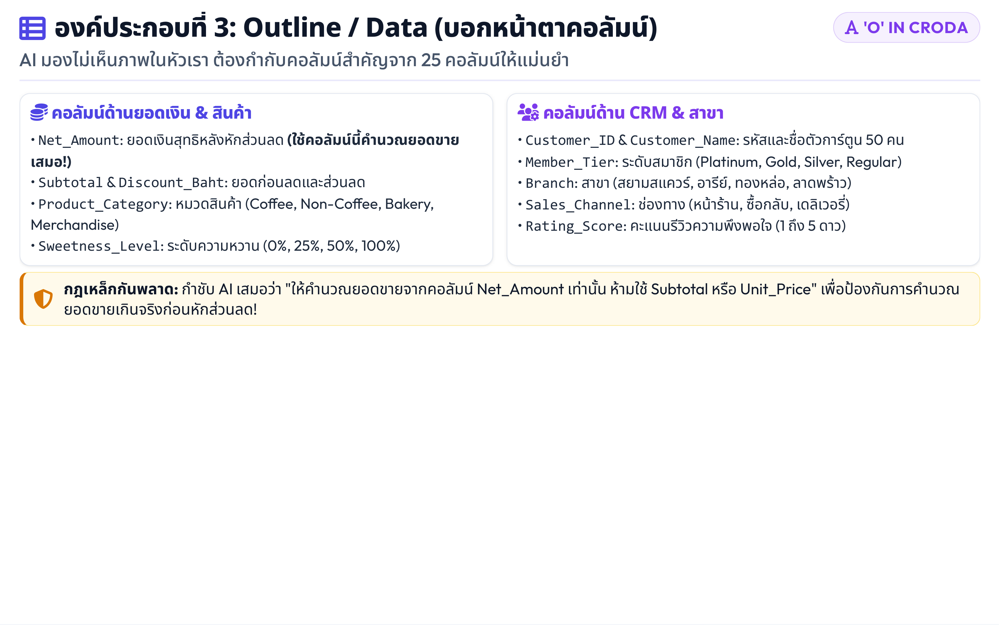 องค์ประกอบที่ 3: Outline / Data (บอกหน้าตาคอลัมน์)
'O' IN CRODA
AI มองไม่เห็นภาพในหัวเรา ต้องกำกับคอลัมน์สำคัญจาก 25 คอลัมน์ให้แม่นยำ
คอลัมน์ด้านยอดเงิน & สินค้า
• Net_Amount: ยอดเงินสุทธิหลังหักส่วนลด (ใช้คอลัมน์นี้คำนวณยอดขาย
เสมอ!)
• Subtotal & Discount_Baht: ยอดก่อนลดและส่วนลด
• Product_Category: หมวดสินค้า (Coffee, Non-Coffee, Bakery,
Merchandise)
• Sweetness_Level: ระดับความหวาน (0%, 25%, 50%, 100%)
คอลัมน์ด้าน CRM & สาขา
• Customer_ID & Customer_Name: รหัสและชื่อตัวการ์ตูน 50 คน
• Member_Tier: ระดับสมาชิก (Platinum, Gold, Silver, Regular)
• Branch: สาขา (สยามสแควร์, อารีย์, ทองหล่อ, ลาดพร้าว)
• Sales_Channel: ช่องทาง (หน้าร้าน, ซื้อกลับ, เดลิเวอรี่)
• Rating_Score: คะแนนรีวิวความพึงพอใจ (1 ถึง 5 ดาว)
กฎเหล็กกันพลาด: กำชับ AI เสมอว่า "ให้คำนวณยอดขายจากคอลัมน์ Net_Amount เท่านั้น ห้ามใช้ Subtotal หรือ Unit_Price" เพื่อป้องกันการคำนวณ
ยอดขายเกินจริงก่อนหักส่วนลด!